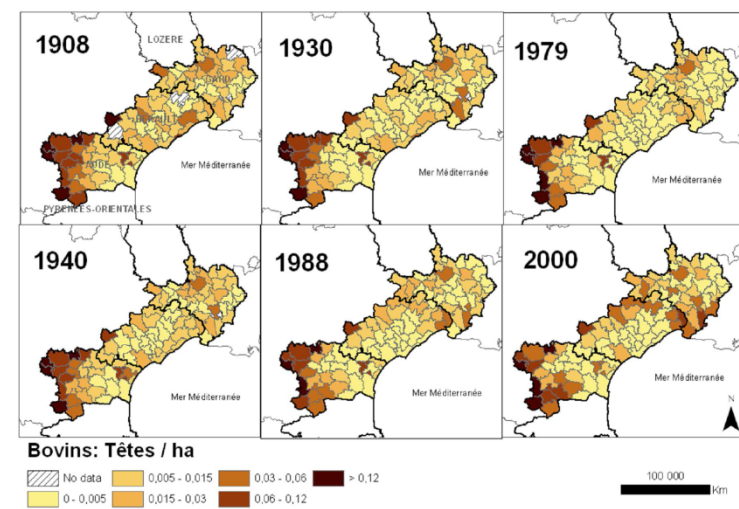 1908
LOZERE
GARD
HERAULT
AUDE
Mer Méditerranée
PYRENEES-ORIENTALES
1930
Mer Méditerranée
1979
Mer Méditerranée
1940
Mer Méditerranée
1988
Mer Méditerranée
2000
Mer Méditerranée
N
Bovins: Têtes / ha
No data
0,005 - 0,015
0,03 - 0,06
> 0,12
0 - 0,005
0,015 - 0,03
0,06 - 0,12
100 000
Km